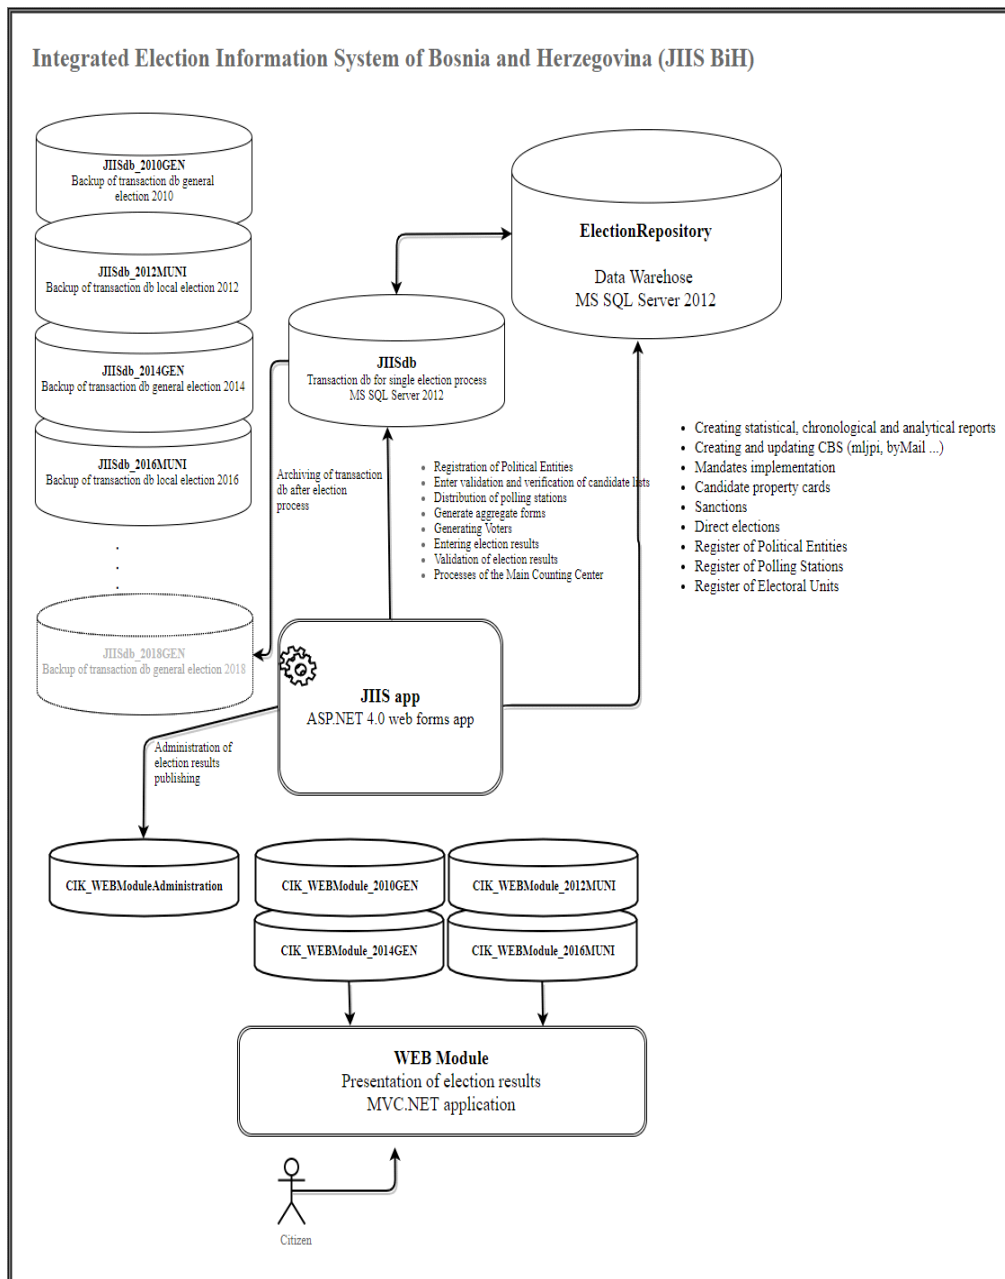 Integrated Election Information System of Bosnia and Herzegovina (JIIS BiH)
JIISdb_2010GEN
Backup of transaction db general
election 2010
JIISdb_2012MUNI
Backup of transaction db local election 2012
JIISdb_2014GEN
Backup of transaction db general election 2014
JIISdb_2016MUNI
Backup of transaction db local election 2016
.
.
.
JIISdb_2018GEN
Backup of transaction db general election 2018
ElectionRepository
Data Warehose
MS SQL Server 2012
JIISdb
Transaction db for single election process
MS SQL Server 2012
Archiving of transaction
db after election
process
• Registration of Political Entities
• Enter validation and verification of candidate lists
• Distribution of polling stations
• Generate aggregate forms
• Generating Voters
• Entering election results
• Validation of election results
• Processes of the Main Counting Center
• Creating statistical, chronological and analytical reports
• Creating and updating CBS (mljpi, byMail ...)
• Mandates implementation
• Candidate property cards
• Sanctions
• Direct elections
• Register of Political Entities
• Register of Polling Stations
• Register of Electoral Units
JIIS app
ASP.NET 4.0 web forms app
Administration of
election results
publishing
CIK_WEBModuleAdministration
CIK_WEBModule_2010GEN
CIK_WEBModule_2012MUNI
CIK_WEBModule_2014GEN
CIK_WEBModule_2016MUNI
WEB Module
Presentation of election results
MVC.NET application
Citizen